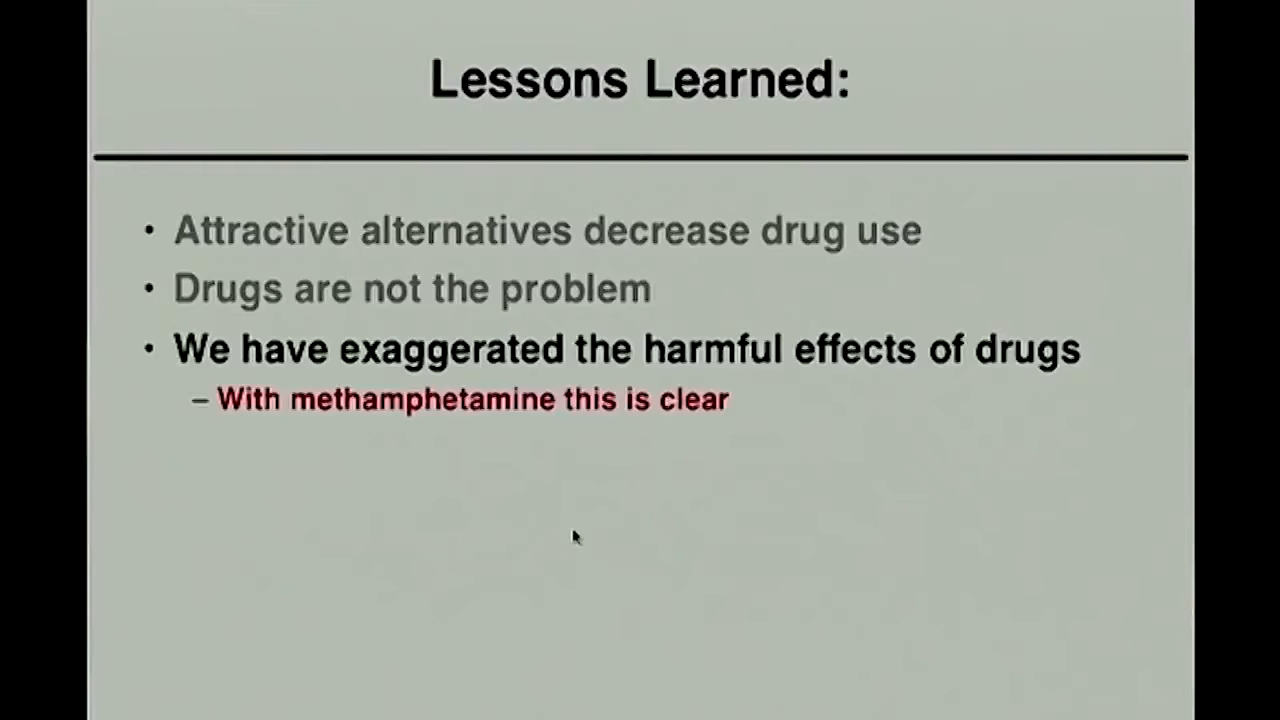 Lessons Learned:
• Attractive alternatives decrease drug use
• Drugs are not the problem
• We have exaggerated the harmful effects of drugs
– With methamphetamine this is clear